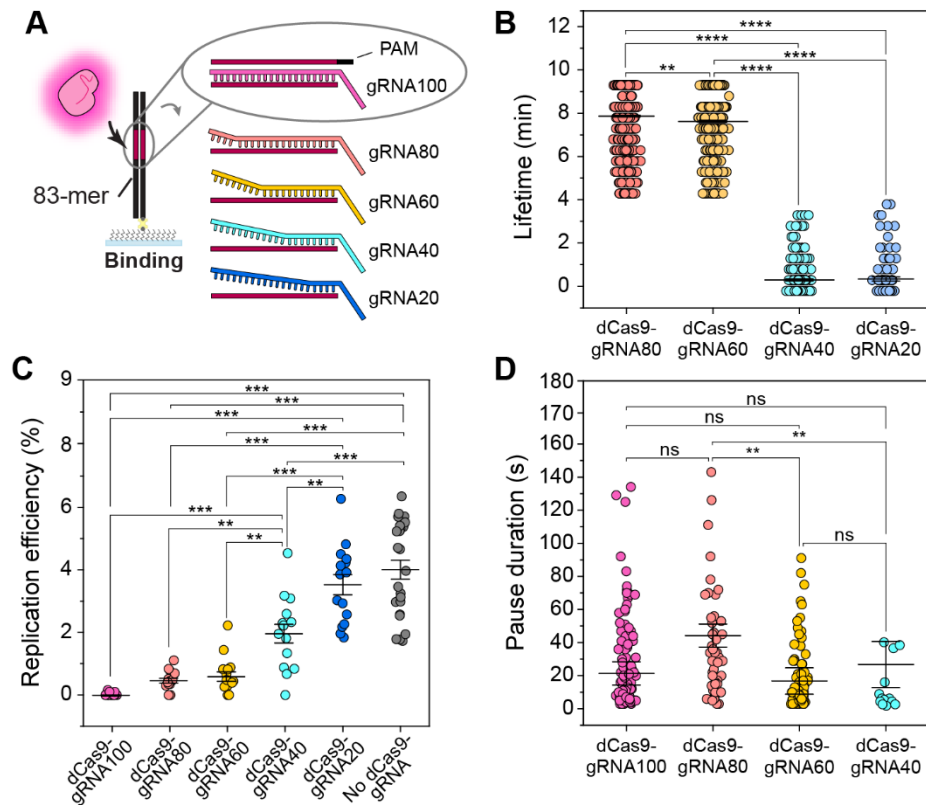 A
PAM
gRNA100
83-mer
Binding
gRNA80
gRNA60
gRNA40
gRNA20
B
Lifetime (min)
12
10
8
6
4
2
0
****
****
****
**
****
dCas9-
gRNA80
dCas9-
gRNA60
dCas9-
gRNA40
dCas9-
gRNA20
C
Replication efficiency (%)
9
8
6
4
2
0
***
***
***
***
***
***
***
***
**
**
**
dCas9-
gRNA100
dCas9-
gRNA80
dCas9-
gRNA60
dCas9-
gRNA40
dCas9-
gRNA20
No dCas9-
gRNA
D
Pause duration (s)
180
170
160
140
120
100
80
60
50
40
30
20
10
0
ns
ns
**
ns
**
ns
dCas9-
gRNA100
dCas9-
gRNA80
dCas9-
gRNA60
dCas9-
gRNA40